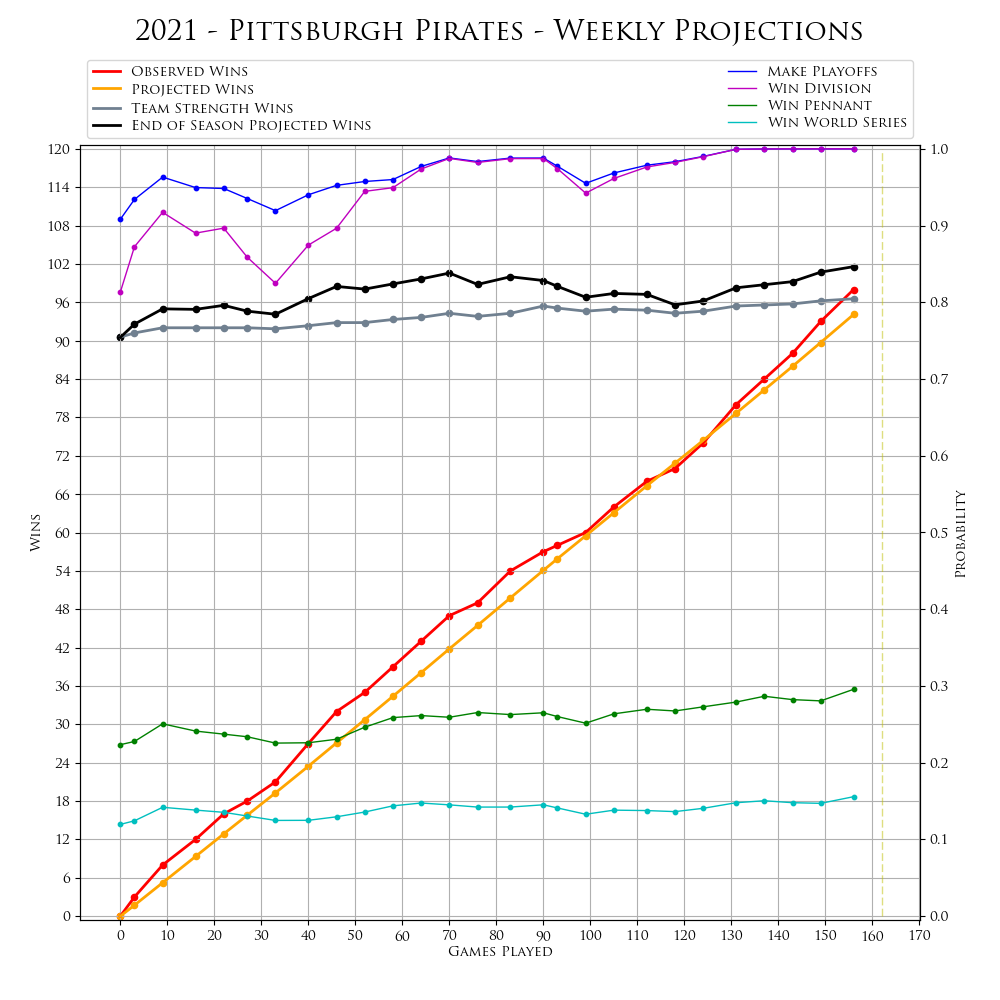 2021 - Pittsburgh Pirates - Weekly Projections
Observed Wins
Projected Wins
Team Strength Wins
End of Season Projected Wins
Make Playoffs
Win Division
Win Pennant
Win World Series
120
114
108
102
96
90
84
78
72
66
60
54
48
42
36
30
24
18
12
6
0
Wins
1.0
0.9
0.8
0.7
0.6
0.5
0.4
0.3
0.2
0.1
0.0
Probability
0 10 20 30 40 50 60 70 80 90 100 110 120 130 140 150 160 170
Games Played